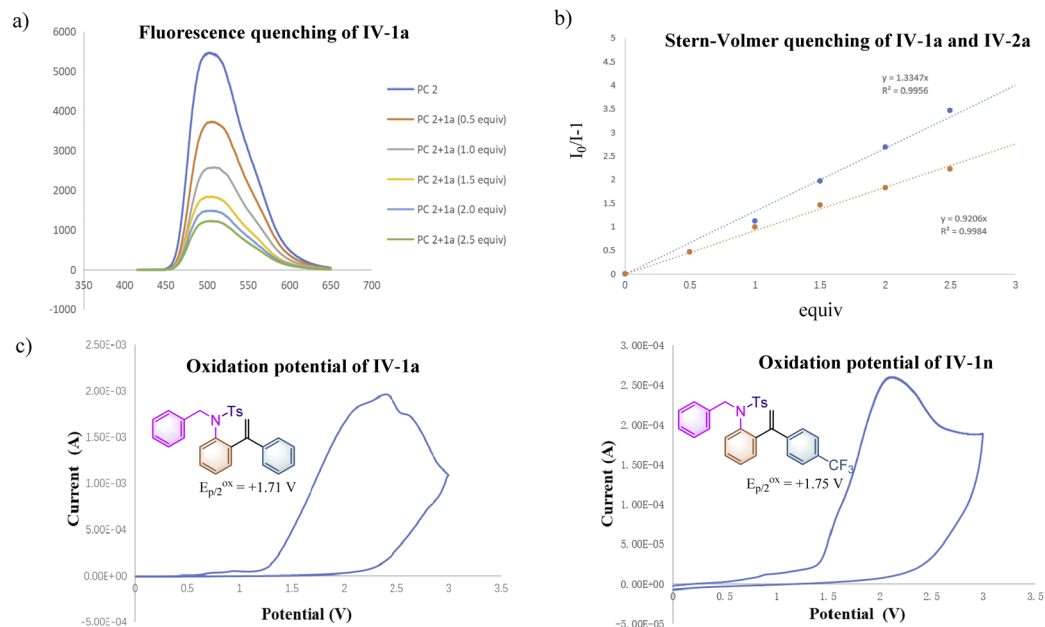 a)
Fluorescence quenching of IV-1a
6000
5000
4000
3000
2000
1000
0
-1000
350
400
450
500
550
600
650
700
PC 2
PC 2+1a (0.5 equiv)
PC 2+1a (1.0 equiv)
PC 2+1a (1.5 equiv)
PC 2+1a (2.0 equiv)
PC 2+1a (2.5 equiv)
b)
Stern-Volmer quenching of IV-1a and IV-2a
5
4.5
4
3.5
3
2.5
2
1.5
1
0.5
0
I₀/I-1
y = 1.3347x
R² = 0.9956
y = 0.9206x
R² = 0.9984
0
0.5
1
1.5
2
2.5
3
equiv
c)
Oxidation potential of IV-1a
2.50E-03
2.00E-03
1.50E-03
1.00E-03
5.00E-04
0.00E+00
-5.00E-04
Current (A)
N
Ts
Eₚ/₂ᵒˣ = +1.71 V
0
0.5
1
1.5
2
2.5
3
3.5
Potential (V)
Oxidation potential of IV-1n
3.00E-04
2.50E-04
2.00E-04
1.50E-04
1.00E-04
5.00E-05
0.00E+00
-5.00E-05
Current (A)
N
Ts
CF₃
Eₚ/₂ᵒˣ = +1.75 V
0
0.5
1
1.5
2
2.5
3
3.5
Potential (V)